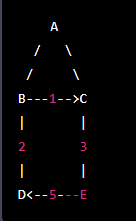 A
/ \
/ \
B---1-->C
| |
2 3
| |
D<--5--E